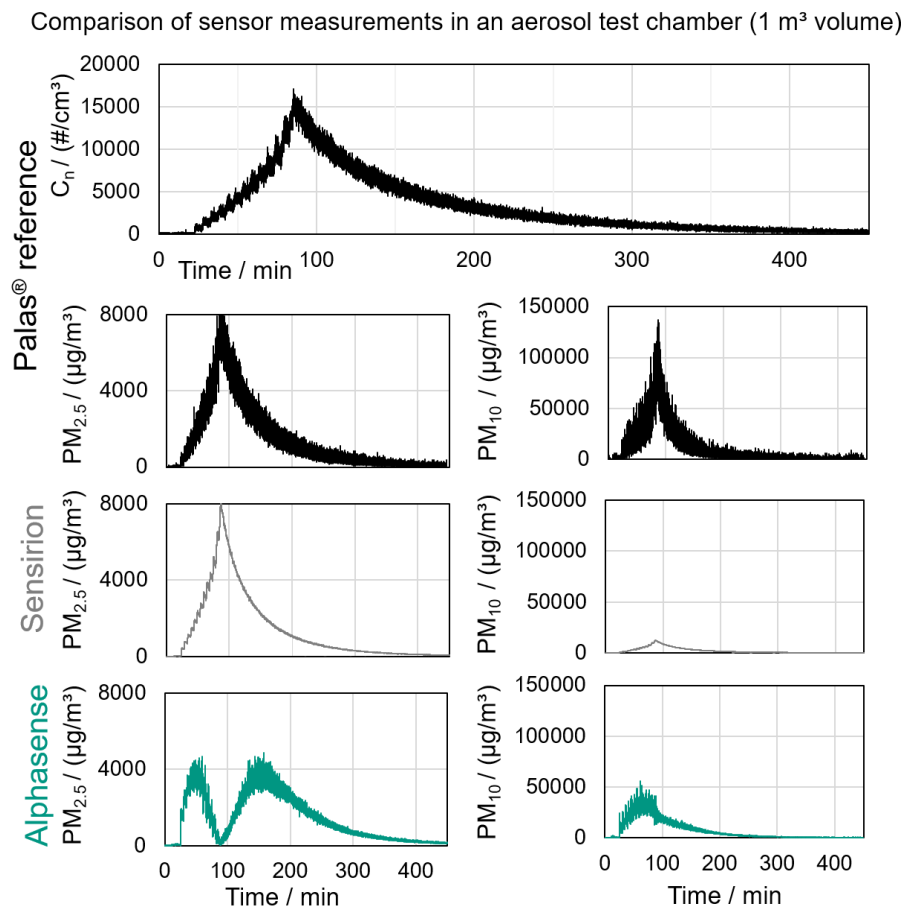 Comparison of sensor measurements in an aerosol test chamber (1 m³ volume)
Palas® reference
Cₙ / (#/cm³)
20000
15000
10000
5000
0
0 100 200 300 400
Time / min
PM₂.₅ / (µg/m³)
8000
4000
0
PM₁₀ / (µg/m³)
150000
100000
50000
0
Sensirion
PM₂.₅ / (µg/m³)
8000
4000
0
PM₁₀ / (µg/m³)
150000
100000
50000
0
Alphasense
PM₂.₅ / (µg/m³)
8000
4000
0
0 100 200 300 400
Time / min
PM₁₀ / (µg/m³)
150000
100000
50000
0
0 100 200 300 400
Time / min